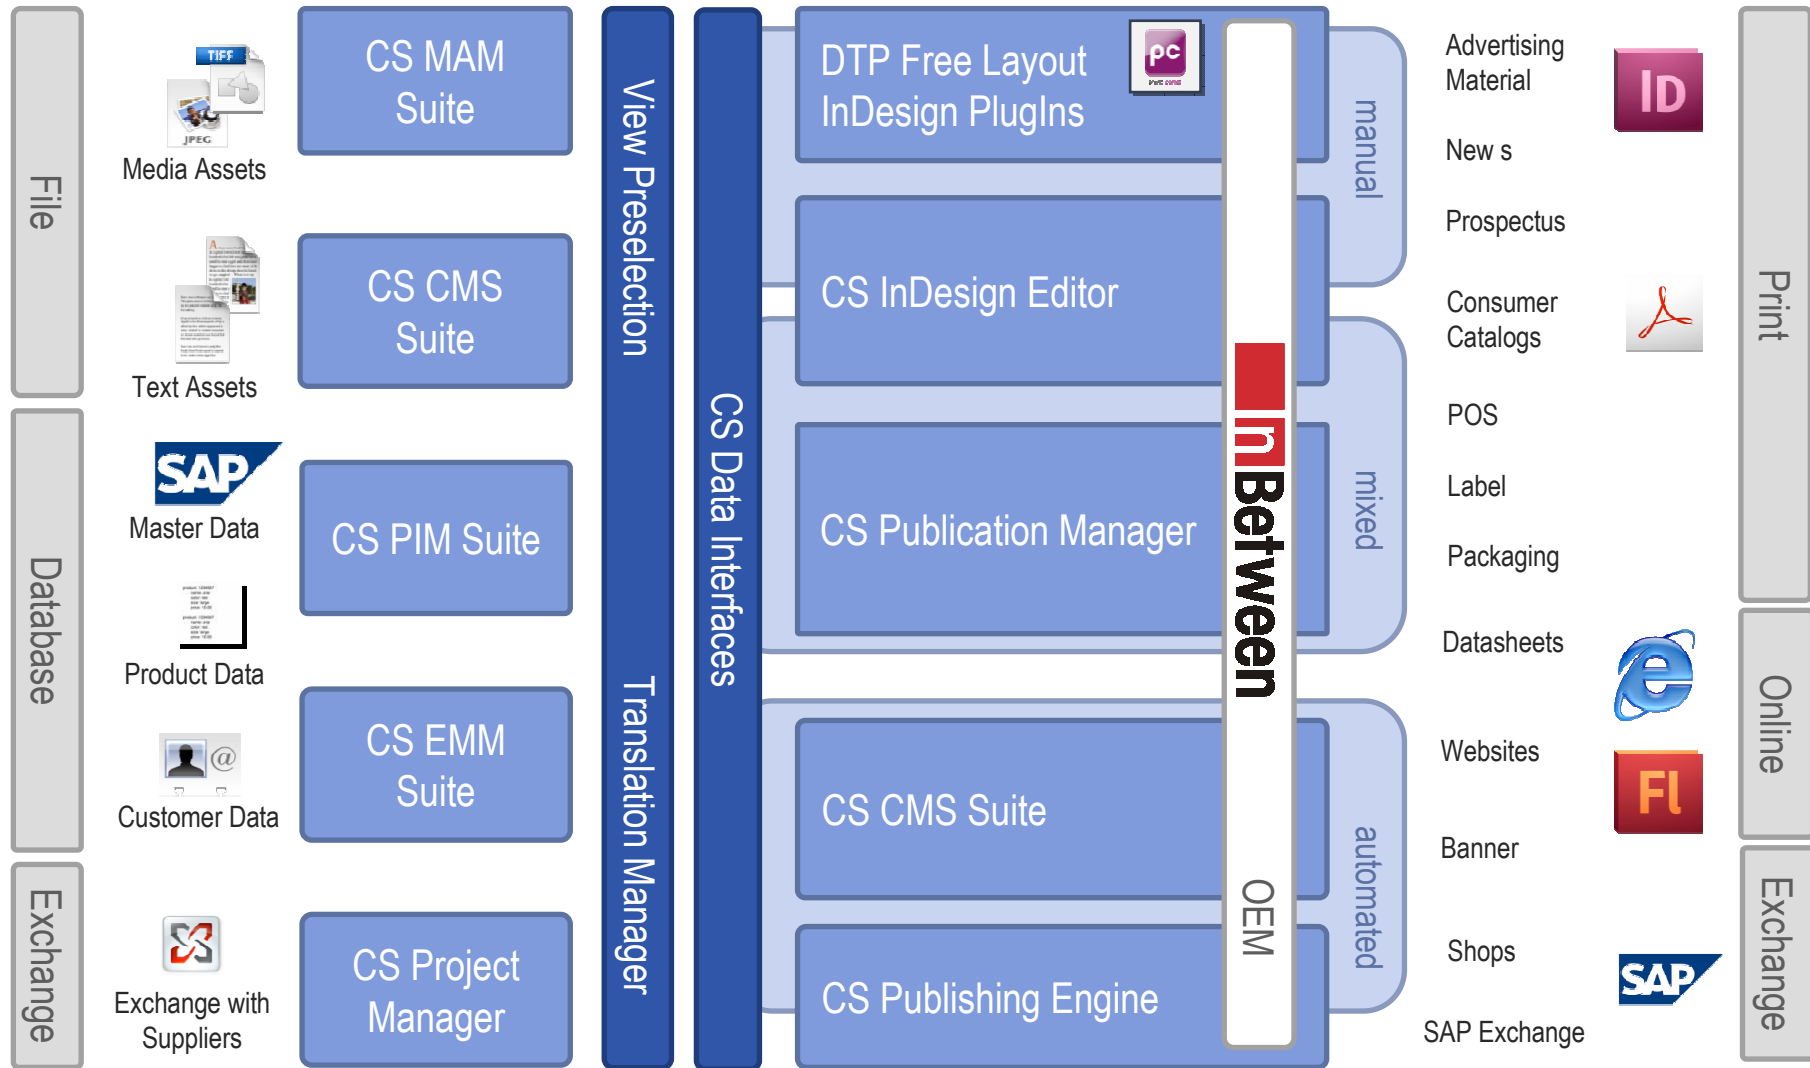 File
Database
Exchange
TIFF
JPEG
Media Assets
Text Assets
SAP
Master Data
Product Data
@
Customer Data
Exchange with
Suppliers
CS MAM
Suite
CS CMS
Suite
CS PIM Suite
CS EMM
Suite
CS Project
Manager
View Preselection
Translation Manager
CS Data Interfaces
DTP Free Layout
InDesign PlugIns
pc
CS InDesign Editor
CS Publication Manager
CS CMS Suite
CS Publishing Engine
inBetween
OEM
manual
mixed
automated
Advertising
Material
New s
Prospectus
Consumer
Catalogs
POS
Label
Packaging
Datasheets
Websites
Banner
Shops
SAP Exchange
ID
e
FL
SAP
Print
Online
Exchange